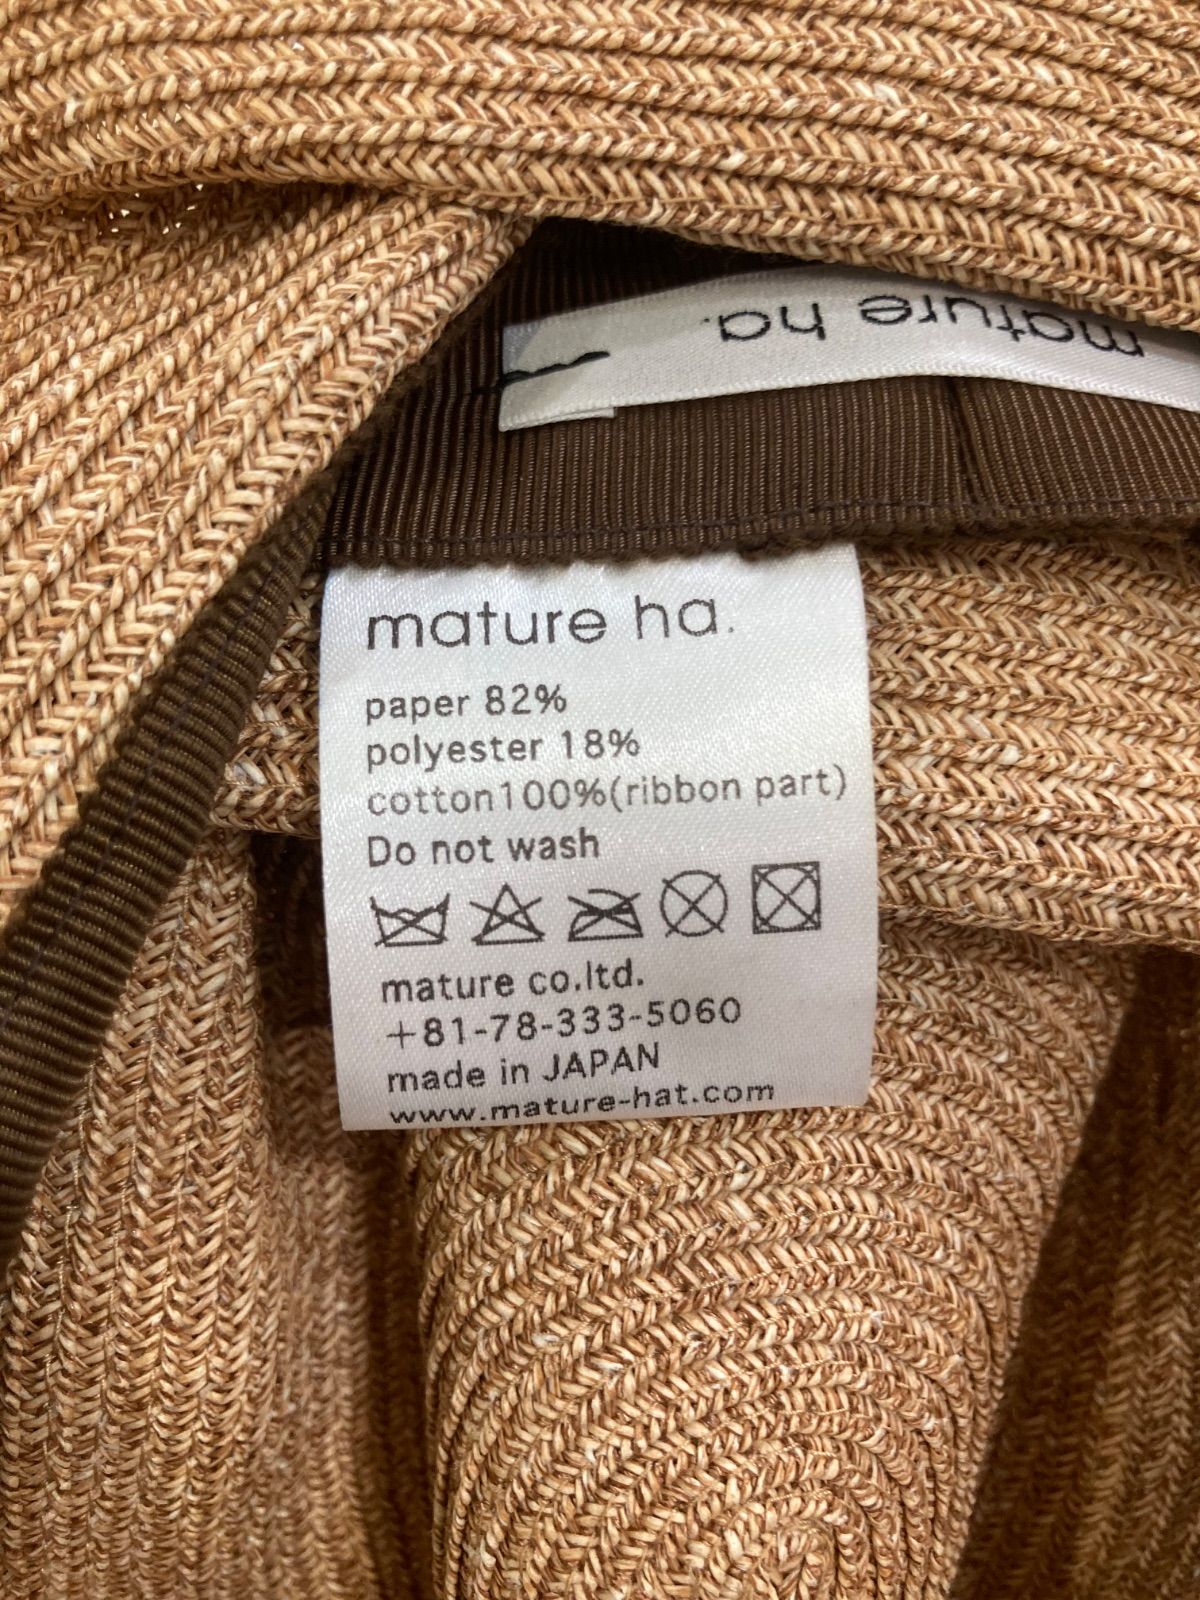 mature ha.
mature ha.
paper 82%
polyester 18%
cotton100%(ribbon part)
Do not wash
mature co.ltd.
+81-78-333-5060
made in JAPAN
www.mature-hat.com